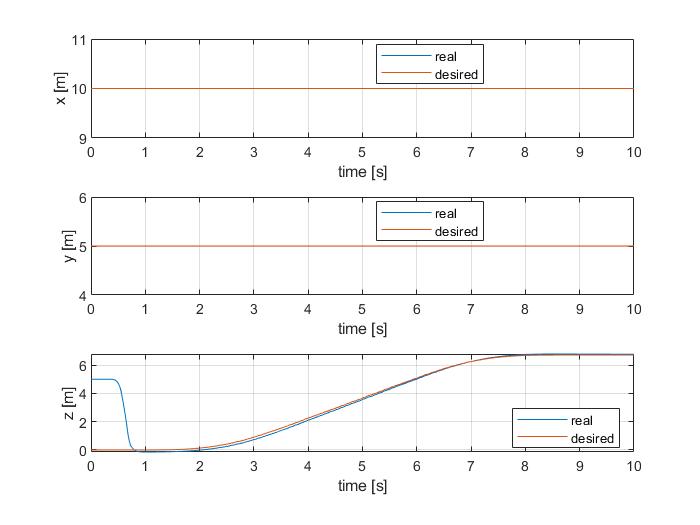 11
10
9
x [m]
real
desired
0 1 2 3 4 5 6 7 8 9 10
time [s]
6
5
4
y [m]
real
desired
0 1 2 3 4 5 6 7 8 9 10
time [s]
6
4
2
0
z [m]
real
desired
0 1 2 3 4 5 6 7 8 9 10
time [s]